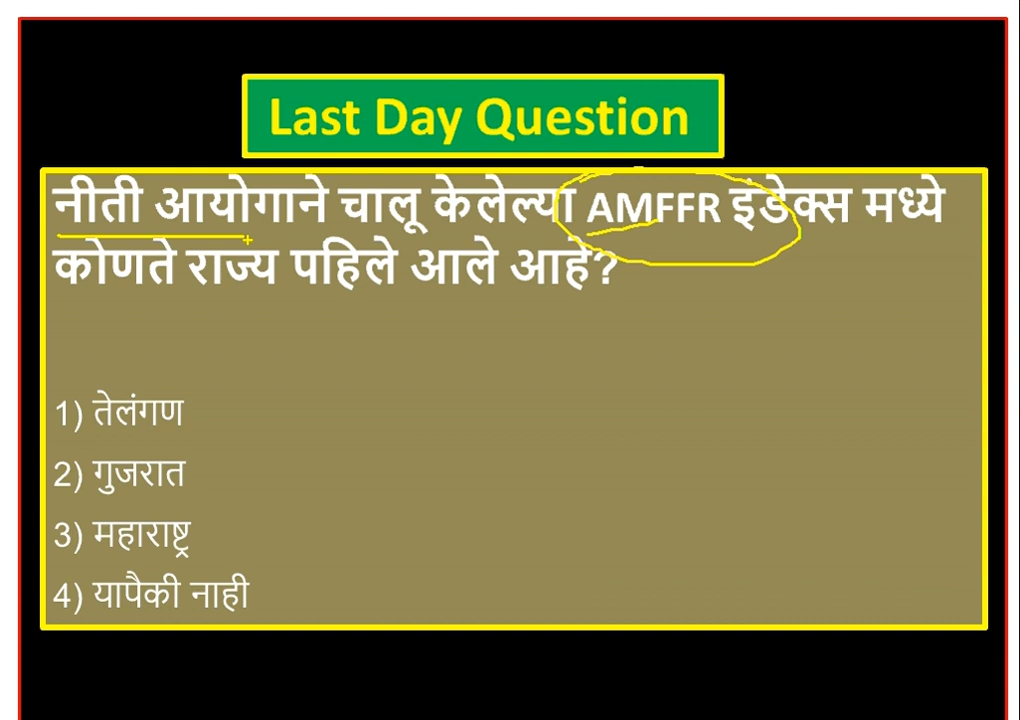 Last Day Question
नीती आयोगाने चालू केलेल्या AMFFR इंडेक्स मध्ये
कोणते राज्य पहिले आले आहे?
1) तेलंगण
2) गुजरात
3) महाराष्ट्र
4) यापैकी नाही